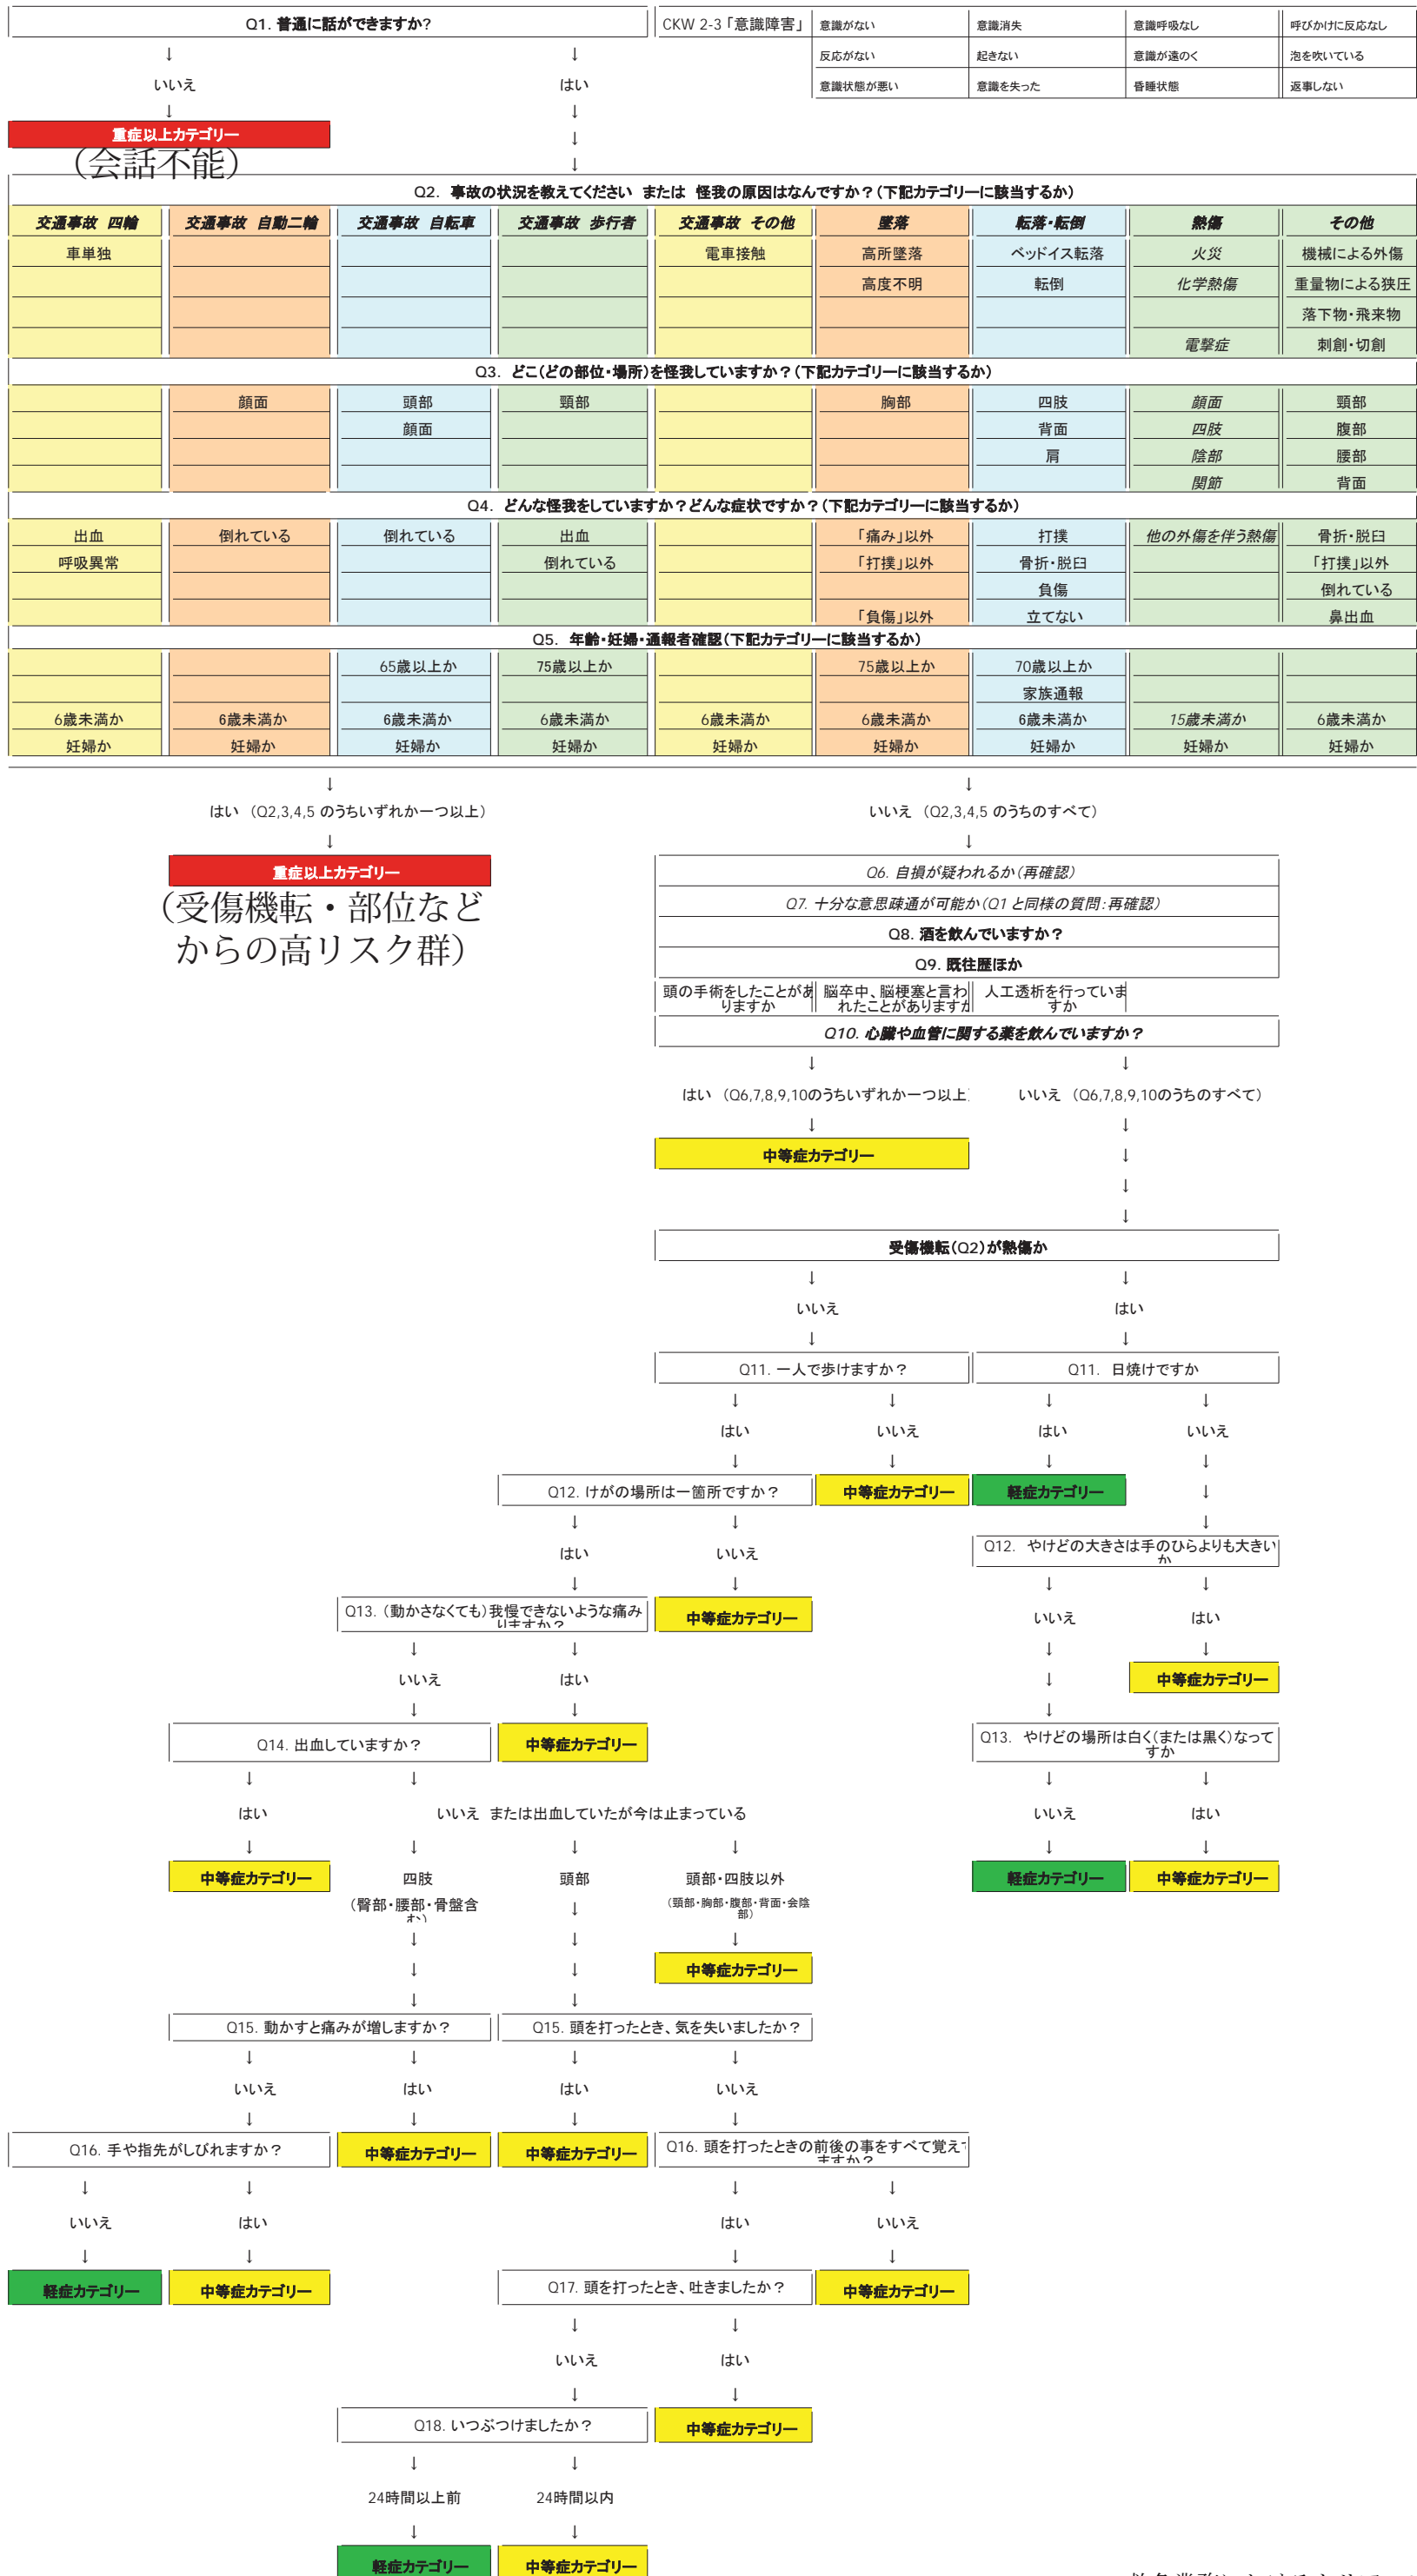 Q1. 普通に話ができますか?
CKW 2-3「意識障害」 意識がない 意識消失 意識呼吸なし 呼びかけに反応なし
↓ ↓ 反応がない 起きない 意識が遠のく 泡を吹いている
いいえ はい 意識状態が悪い 意識を失った 昏睡状態 返事しない
↓ ↓
重症以上カテゴリー ↓
(会話不能) ↓
Q2. 事故の状況を教えてください または 怪我の原因はなんですか?(下記カテゴリーに該当するか)
交通事故 四輪 交通事故 自動二輪 交通事故 自転車 交通事故 歩行者 交通事故 その他 墜落 転落・転倒 熱傷 その他
車単独 電車接触 高所墜落 ベッドイス転落 火災 機械による外傷
高度不明 転倒 化学熱傷 重量物による狭圧
落下物・飛来物
電撃症 刺創・切創
Q3. どこ(どの部位・場所)を怪我していますか?(下記カテゴリーに該当するか)
顔面 頭部 頸部 胸部 四肢 顔面 頸部
顔面 背面 四肢 腹部
肩 陰部 腰部
関節 背面
Q4. どんな怪我をしていますか?どんな症状ですか?(下記カテゴリーに該当するか)
出血 倒れている 倒れている 出血 「痛み」以外 打撲 他の外傷を伴う熱傷 骨折・脱臼
呼吸異常 倒れている 「打撲」以外 骨折・脱臼 「打撲」以外
負傷 倒れている
「負傷」以外 立てない 鼻出血
Q5. 年齢・妊婦・通報者確認(下記カテゴリーに該当するか)
65歳以上か 75歳以上か 75歳以上か 70歳以上か
家族通報
6歳未満か 6歳未満か 6歳未満か 6歳未満か 6歳未満か 6歳未満か 6歳未満か 15歳未満か 6歳未満か
妊婦か 妊婦か 妊婦か 妊婦か 妊婦か 妊婦か 妊婦か 妊婦か 妊婦か
↓ ↓
はい (Q2,3,4,5 のうちいずれか一つ以上) いいえ (Q2,3,4,5 のうちのすべて)
↓ ↓
重症以上カテゴリー Q6. 自損が疑われるか(再確認)
(受傷機転・部位など
からの高リスク群)
Q7. 十分な意思疎通が可能か(Q1と同様の質問:再確認)
Q8. 酒を飲んでいますか?
Q9. 既往歴ほか
頭の手術をしたことがあ
りますか
脳卒中、脳梗塞と言わ
れたことがありますか
人工透析を行っていま
すか
Q10. 心臓や血管に関する薬を飲んでいますか?
↓ ↓
はい (Q6,7,8,9,10のうちいずれか一つ以上) いいえ (Q6,7,8,9,10のうちのすべて)
↓ ↓
中等症カテゴリー ↓
↓
↓
受傷機転(Q2)が熱傷か
↓ ↓
いいえ はい
↓ ↓
Q11. 一人で歩けますか? Q11. 日焼けですか
↓ ↓ ↓ ↓
はい いいえ はい いいえ
↓ ↓ ↓ ↓
Q12. けがの場所は一箇所ですか? 中等症カテゴリー 軽症カテゴリー ↓
↓ ↓ ↓
Q12. やけどの大きさは手のひらよりも大きい
か
はい いいえ ↓ ↓
↓ ↓
Q13. (動かさなくても)我慢できないような痛み
りますか?
中等症カテゴリー いいえ はい
↓ ↓ ↓ ↓
いいえ はい ↓ 中等症カテゴリー
↓ ↓ ↓
Q14. 出血していますか? 中等症カテゴリー
Q13. やけどの場所は白く(または黒く)なって
すか
↓ ↓ ↓ ↓
はい いいえ または出血していたが今は止まっている いいえ はい
↓ ↓ ↓ ↓ ↓ ↓
中等症カテゴリー 四肢 頭部 頭部・四肢以外 軽症カテゴリー 中等症カテゴリー
(臀部・腰部・骨盤含
む)
↓
(頸部・胸部・腹部・背面・会陰
部)
↓ ↓ ↓
↓ ↓ 中等症カテゴリー
↓ ↓
Q15. 動かすと痛みが増しますか? Q15. 頭を打ったとき、気を失いましたか?
↓ ↓ ↓ ↓
いいえ はい はい いいえ
↓ ↓ ↓ ↓
Q16. 手や指先がしびれますか? 中等症カテゴリー 中等症カテゴリー
Q16. 頭を打ったときの前後の事をすべて覚えて
ますか?
↓ ↓ ↓ ↓
いいえ はい はい いいえ
↓ ↓ ↓ ↓
軽症カテゴリー 中等症カテゴリー Q17. 頭を打ったとき、吐きましたか? 中等症カテゴリー
↓ ↓
いいえ はい
↓ ↓
Q18. いつぶつけましたか? 中等症カテゴリー
↓ ↓
24時間以上前 24時間以内
↓ ↓
軽症カテゴリー 中等症カテゴリー